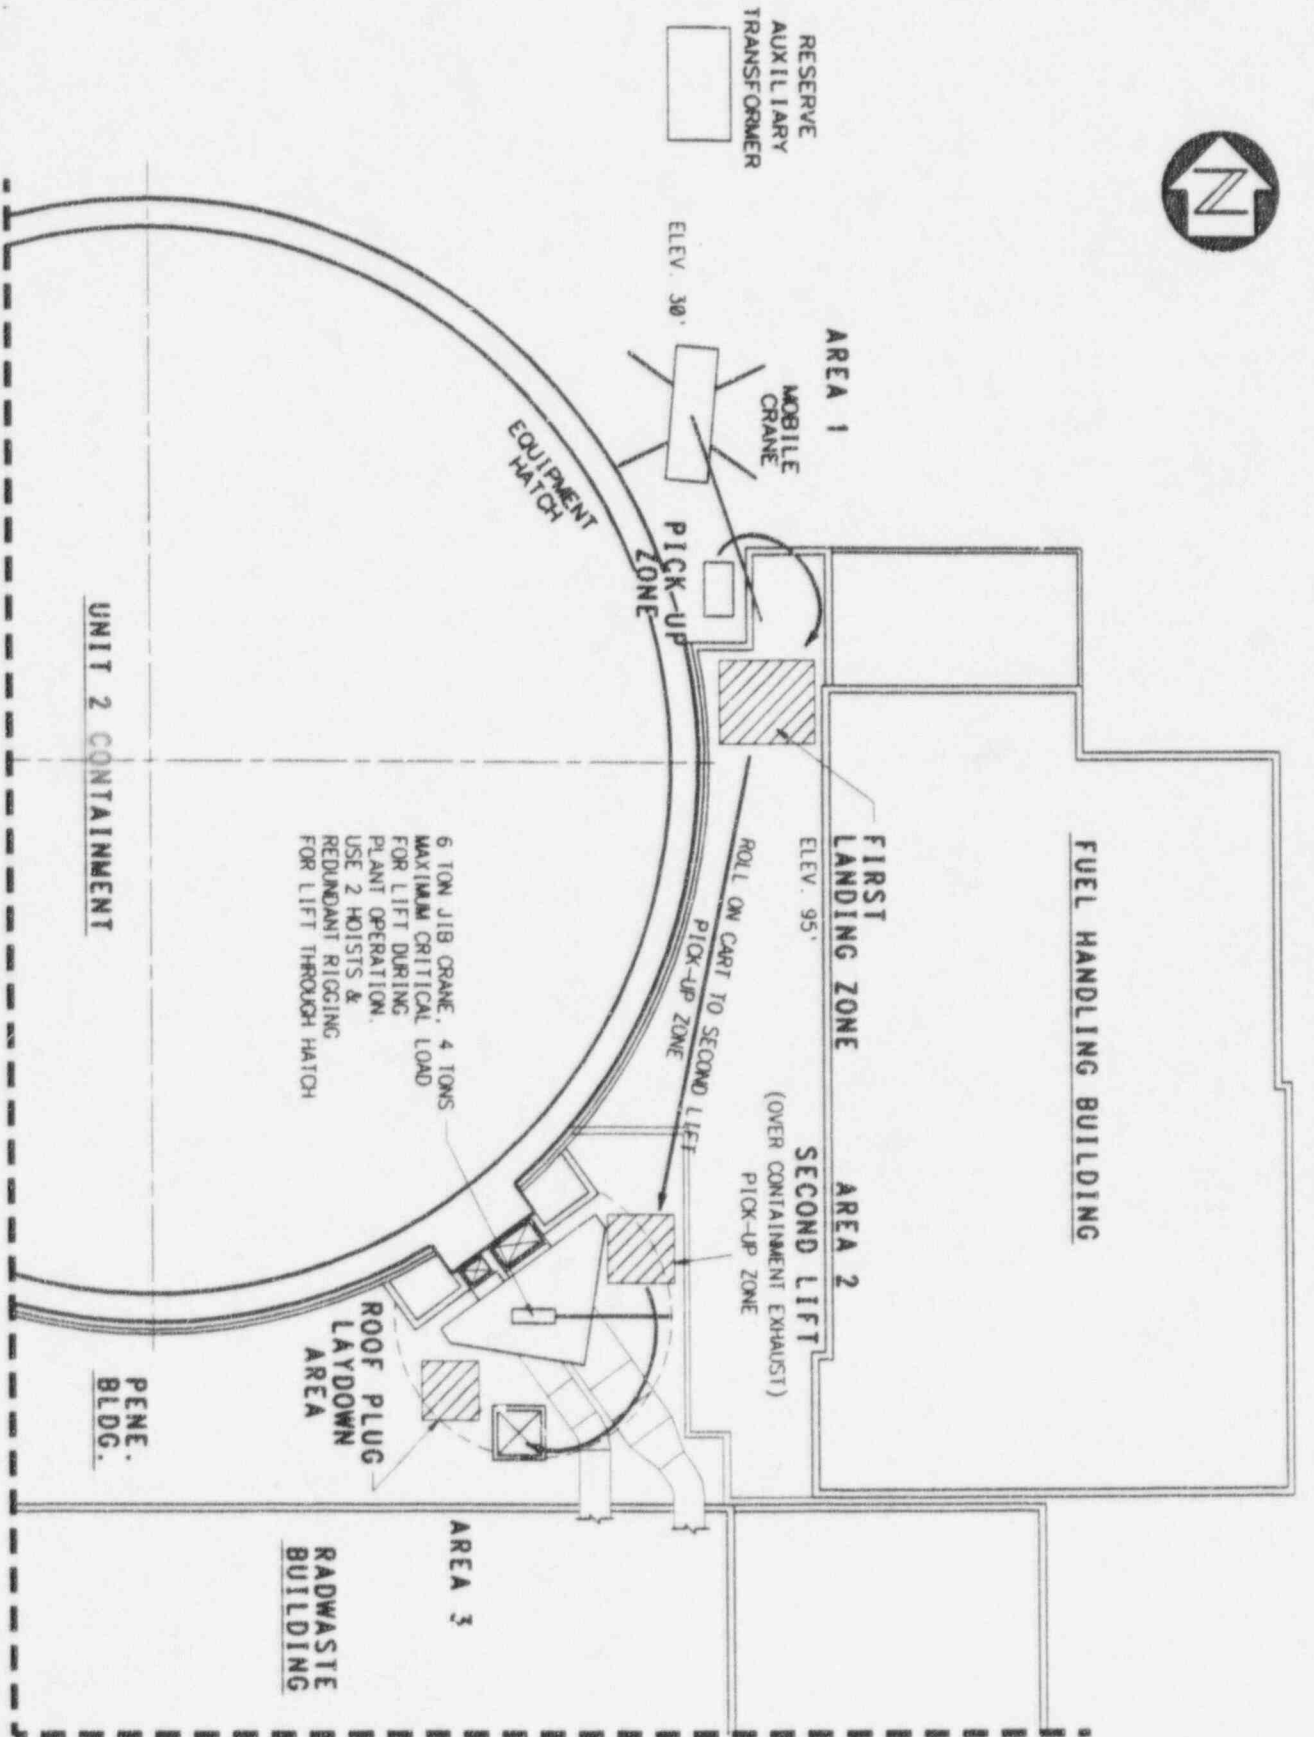 RESERVE
AUXILIARY
TRANSFORMER
N
ELEV. 30'
AREA 1
MOBILE
CRANE
EQUIPMENT
HATCH
PICK-UP
ZONE
FIRST
LANDING ZONE
ELEV. 95'
FUEL HANDLING BUILDING
ROLL ON CART TO SECOND LIFT
PICK-UP ZONE
AREA 2
SECOND LIFT
(OVER CONTAINMENT EXHAUST)
PICK-UP ZONE
UNIT 2 CONTAINMENT
6 TON JIB CRANE, 4 TONS
MAXIMUM CRITICAL LOAD
FOR LIFT DURING
PLANT OPERATION.
USE 2 HOISTS &
REDUNDANT RIGGING
FOR LIFT THROUGH HATCH
ROOF PLUG
LAYDOWN
AREA
PENE.
BLDG.
AREA 3
RADWASTE
BUILDING